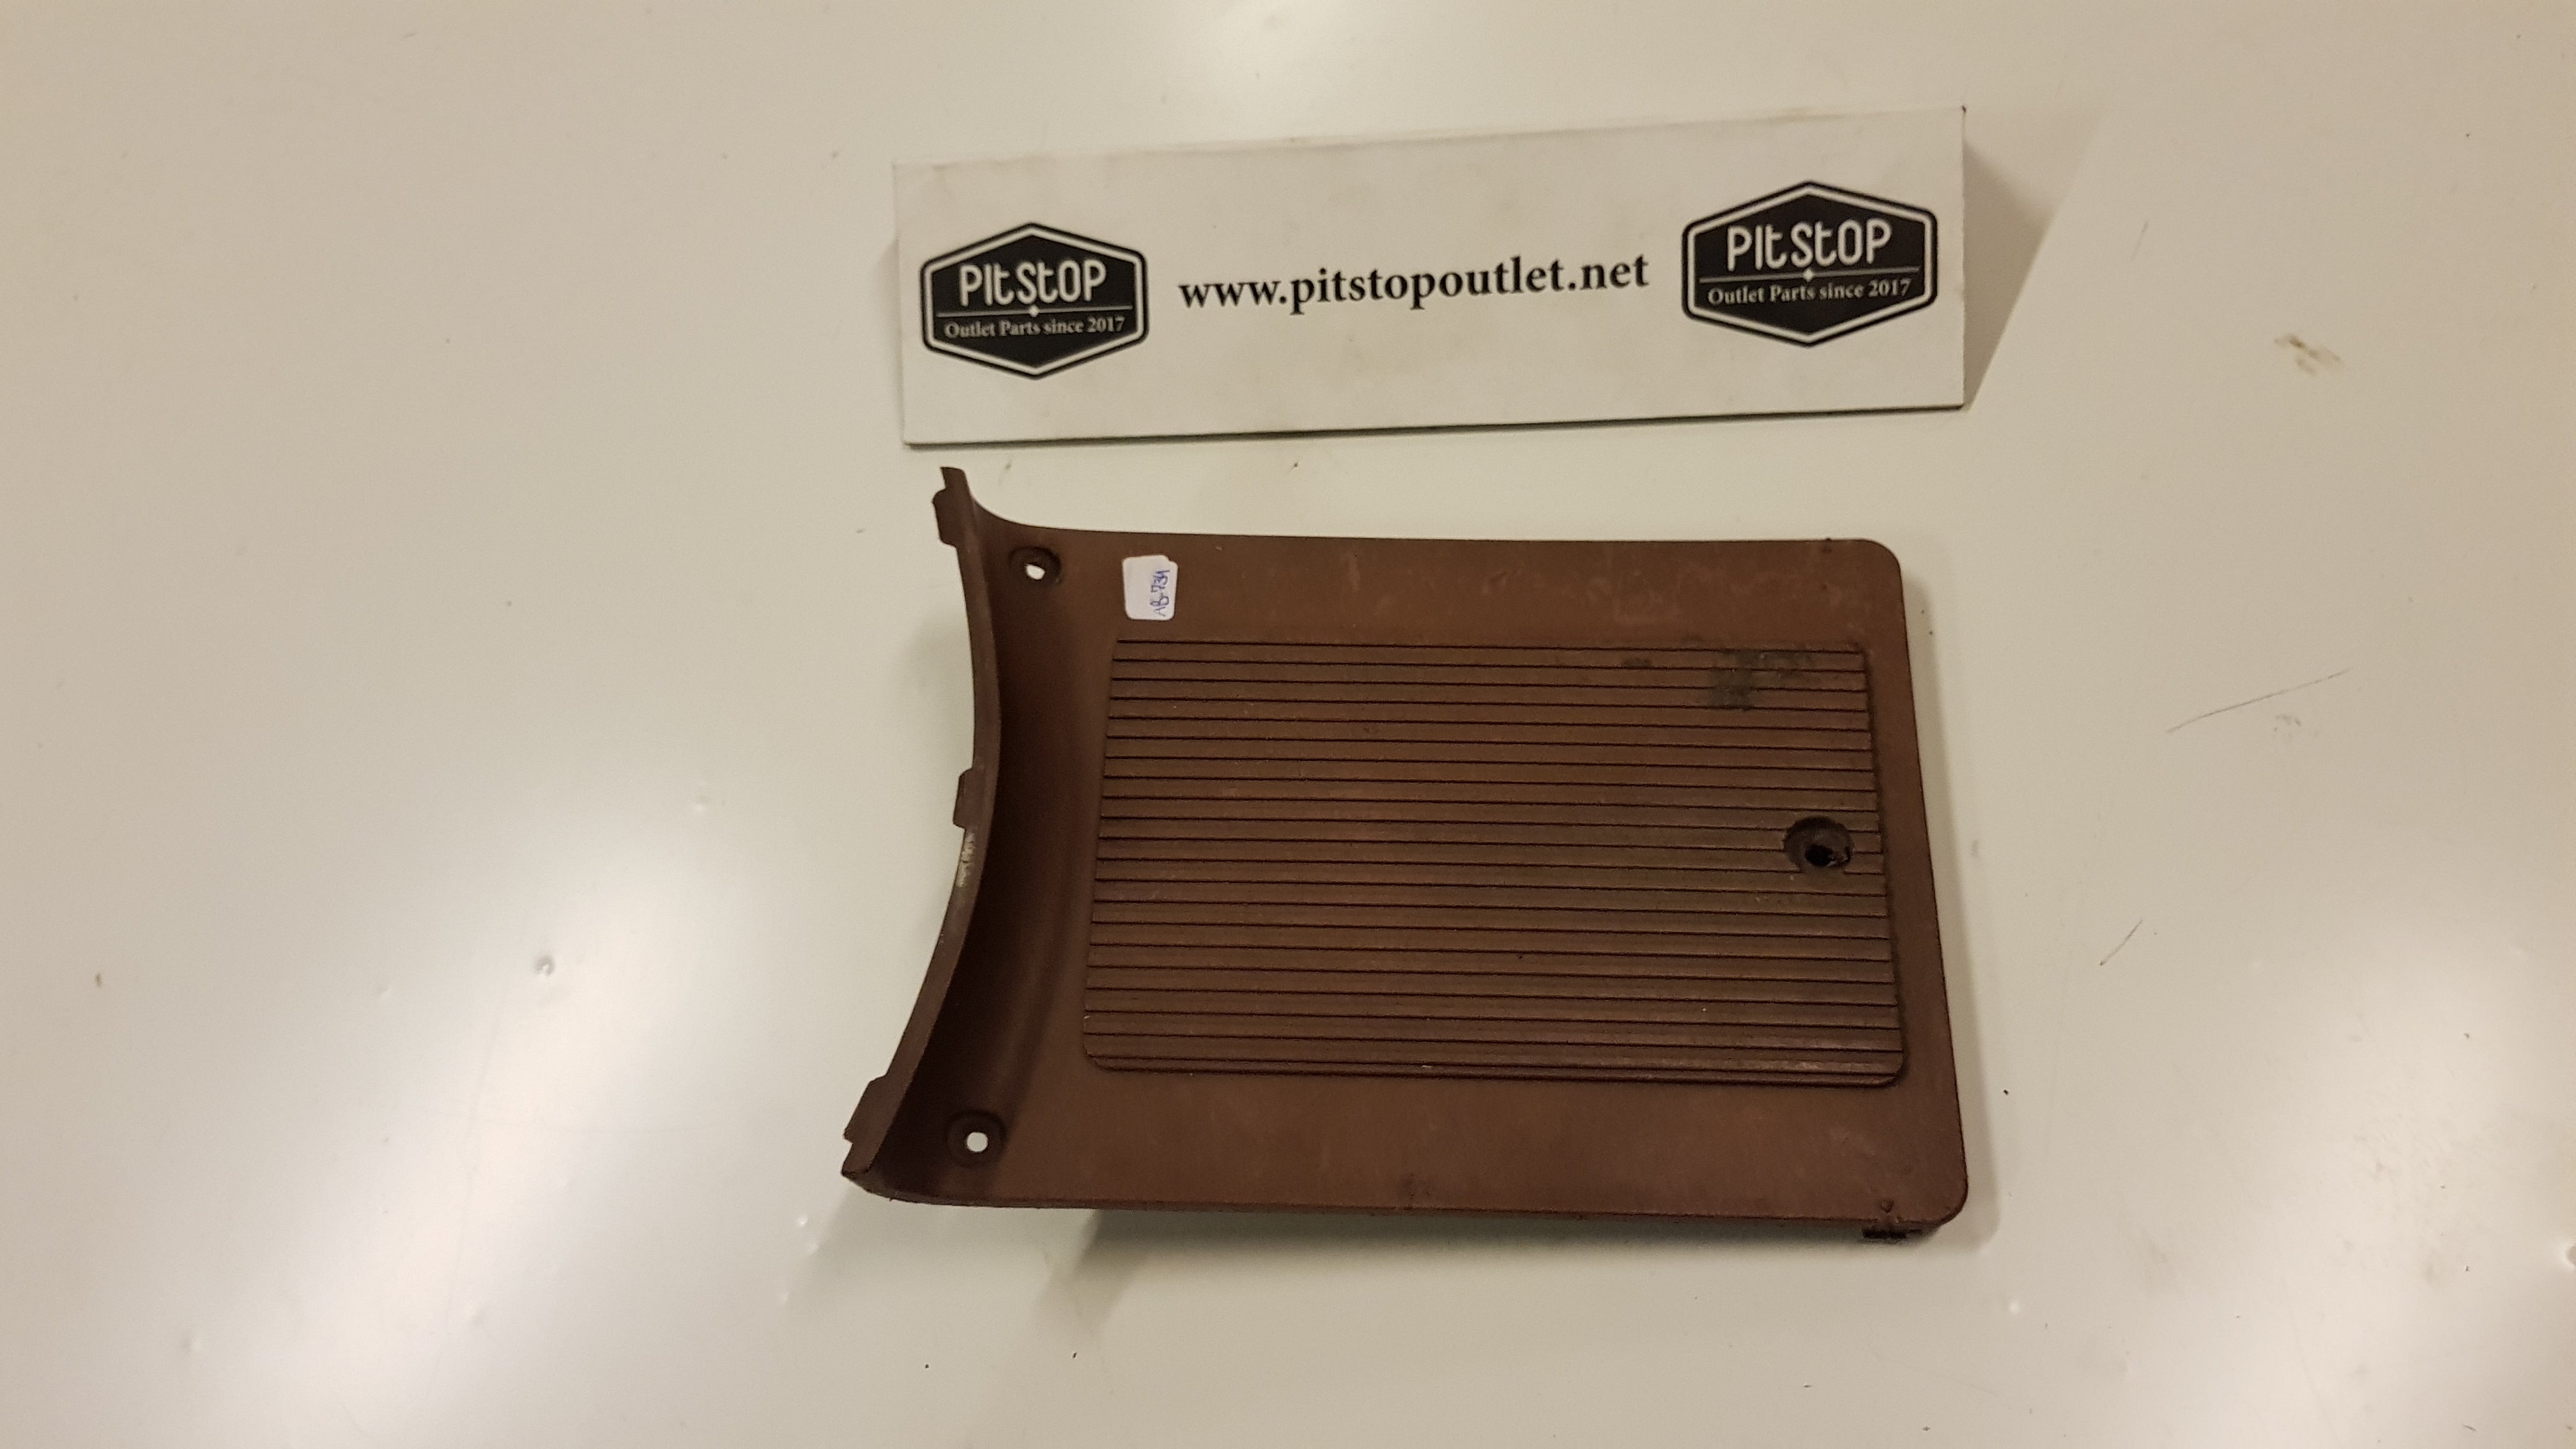 PitStOP
Outlet Parts since 2017
www.pitstopoutlet.net
PitStOP
Outlet Parts since 2017